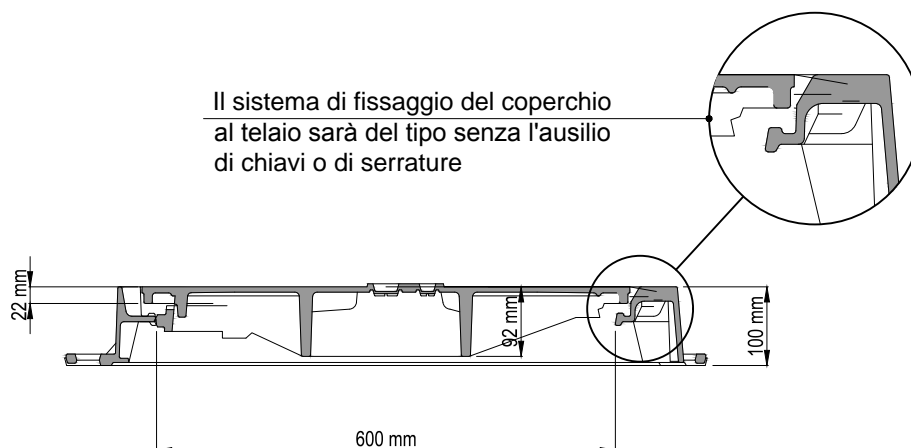 Il sistema di fissaggio del coperchio
al telaio sarà del tipo senza l'ausilio
di chiavi o di serrature
22 mm
92 mm
100 mm
600 mm